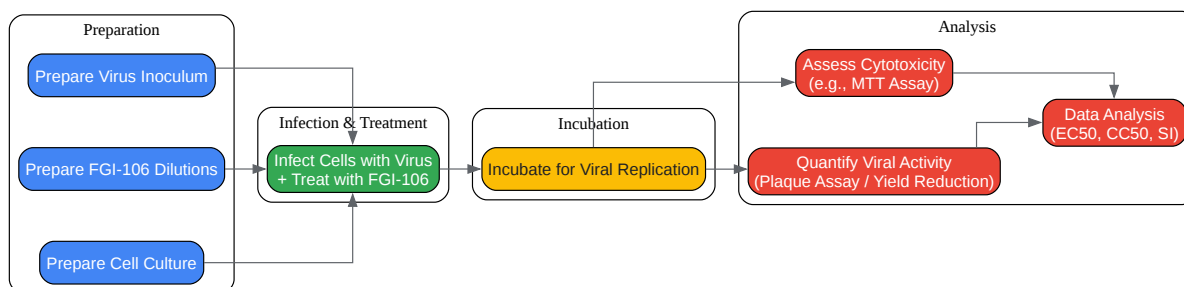 Preparation
Prepare Virus Inoculum
Prepare FGI-106 Dilutions
Prepare Cell Culture
Infection & Treatment
Infect Cells with Virus
+ Treat with FGI-106
Incubation
Incubate for Viral Replication
Analysis
Assess Cytotoxicity
(e.g., MTT Assay)
Quantify Viral Activity
(Plaque Assay / Yield Reduction)
Data Analysis
(EC50, CC50, SI)